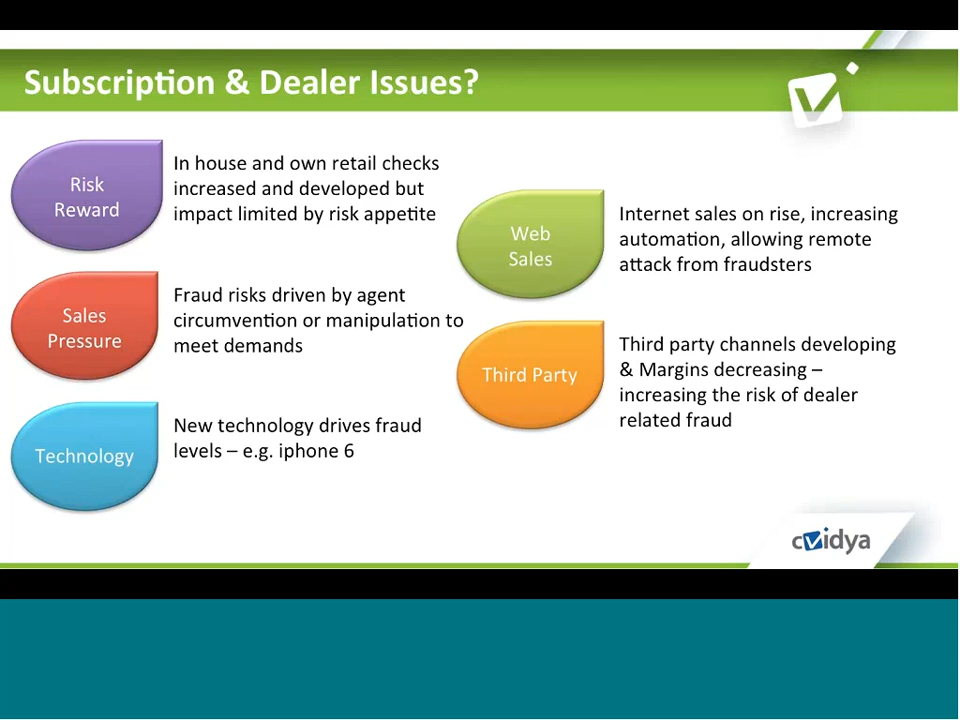 Subscription & Dealer Issues?
Risk
Reward
In house and own retail checks
increased and developed but
impact limited by risk appetite
Sales
Pressure
Fraud risks driven by agent
circumvention or manipulation to
meet demands
Technology
New technology drives fraud
levels – e.g. iphone 6
Web
Sales
Internet sales on rise, increasing
automation, allowing remote
attack from fraudsters
Third Party
Third party channels developing
& Margins decreasing –
increasing the risk of dealer
related fraud
cvidya